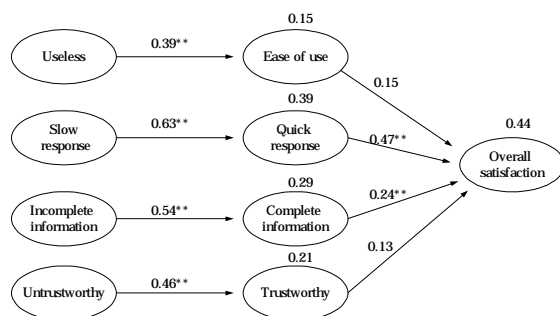 0.15
Useless
0.39**
Ease of use
0.15
0.39
0.44
Slow
response
0.63**
Quick
response
0.47**
Overall
satisfaction
0.29
Incomplete
information
0.54**
Complete
information
0.24**
0.21
0.13
Untrustworthy
0.46**
Trustworthy